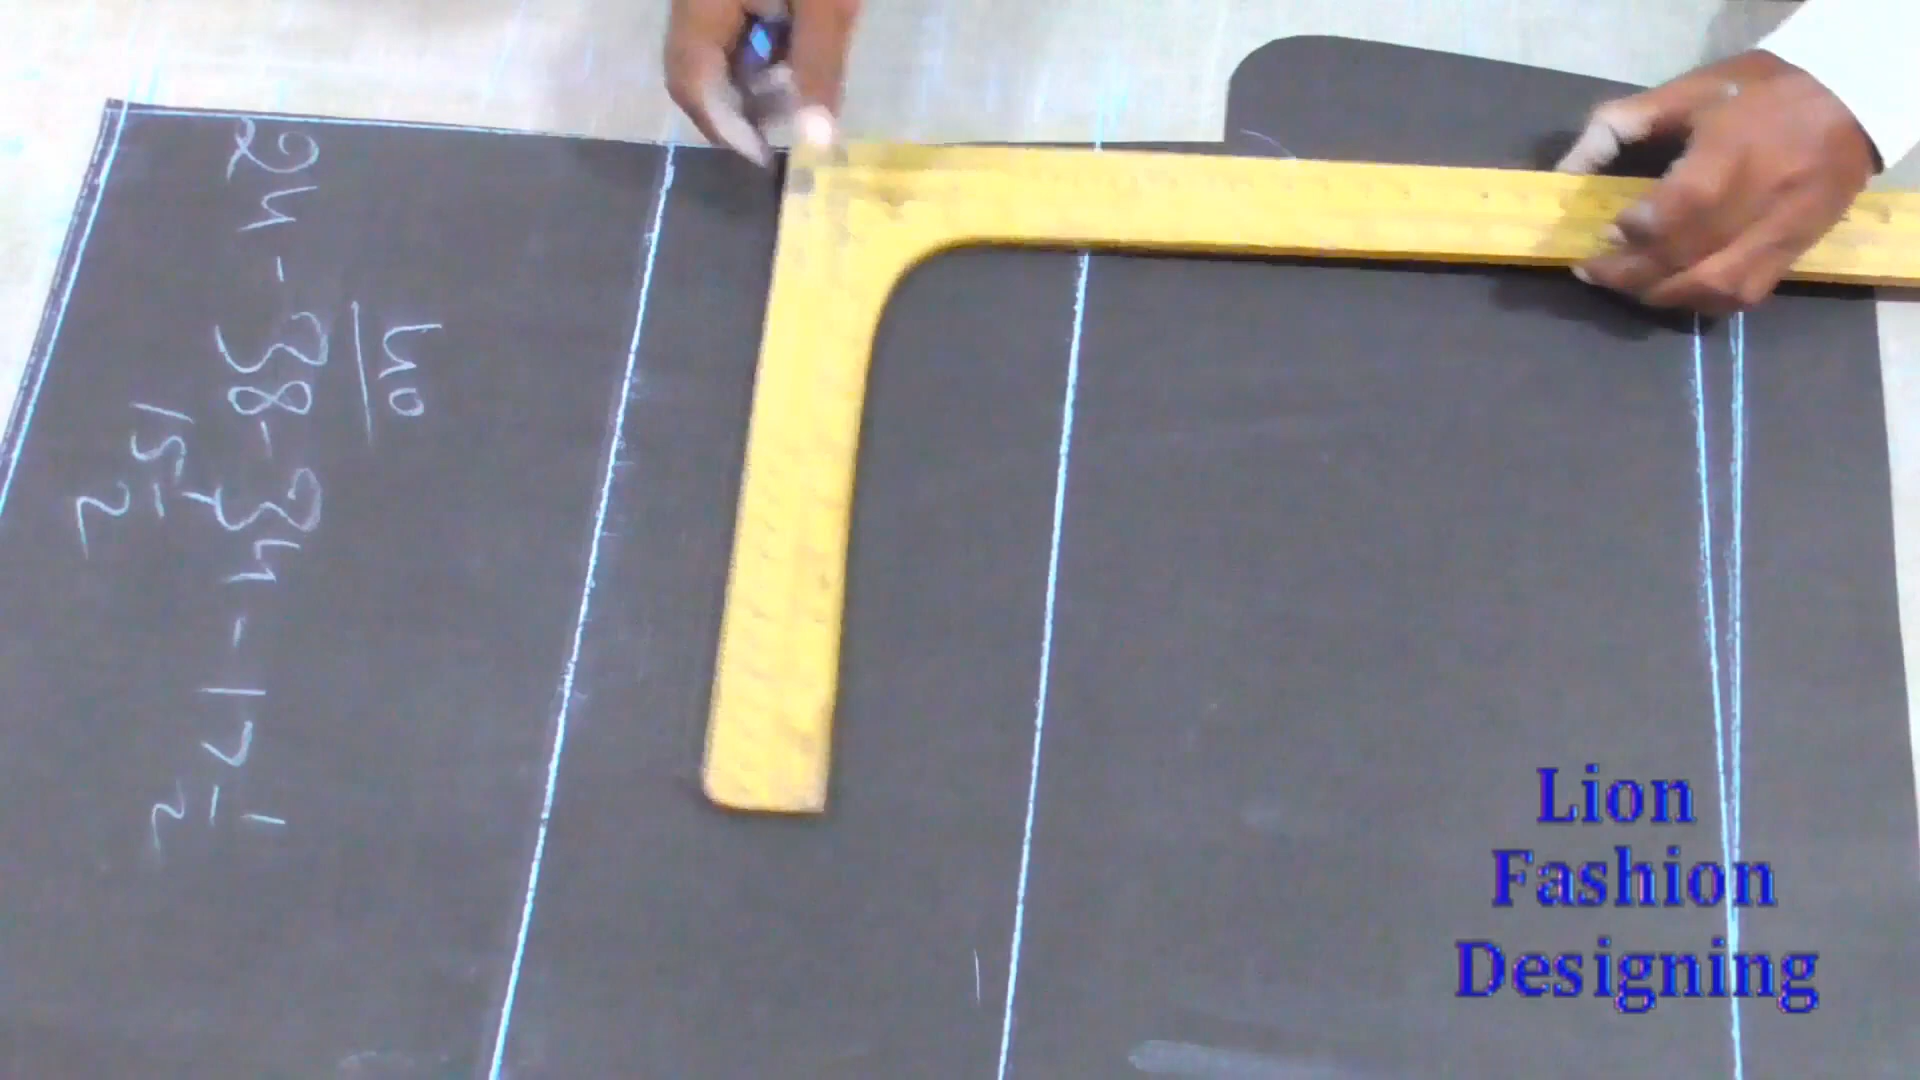 40
24 - 38 - 34 - 17 1/2
15 1/2
Lion
Fashion
Designing